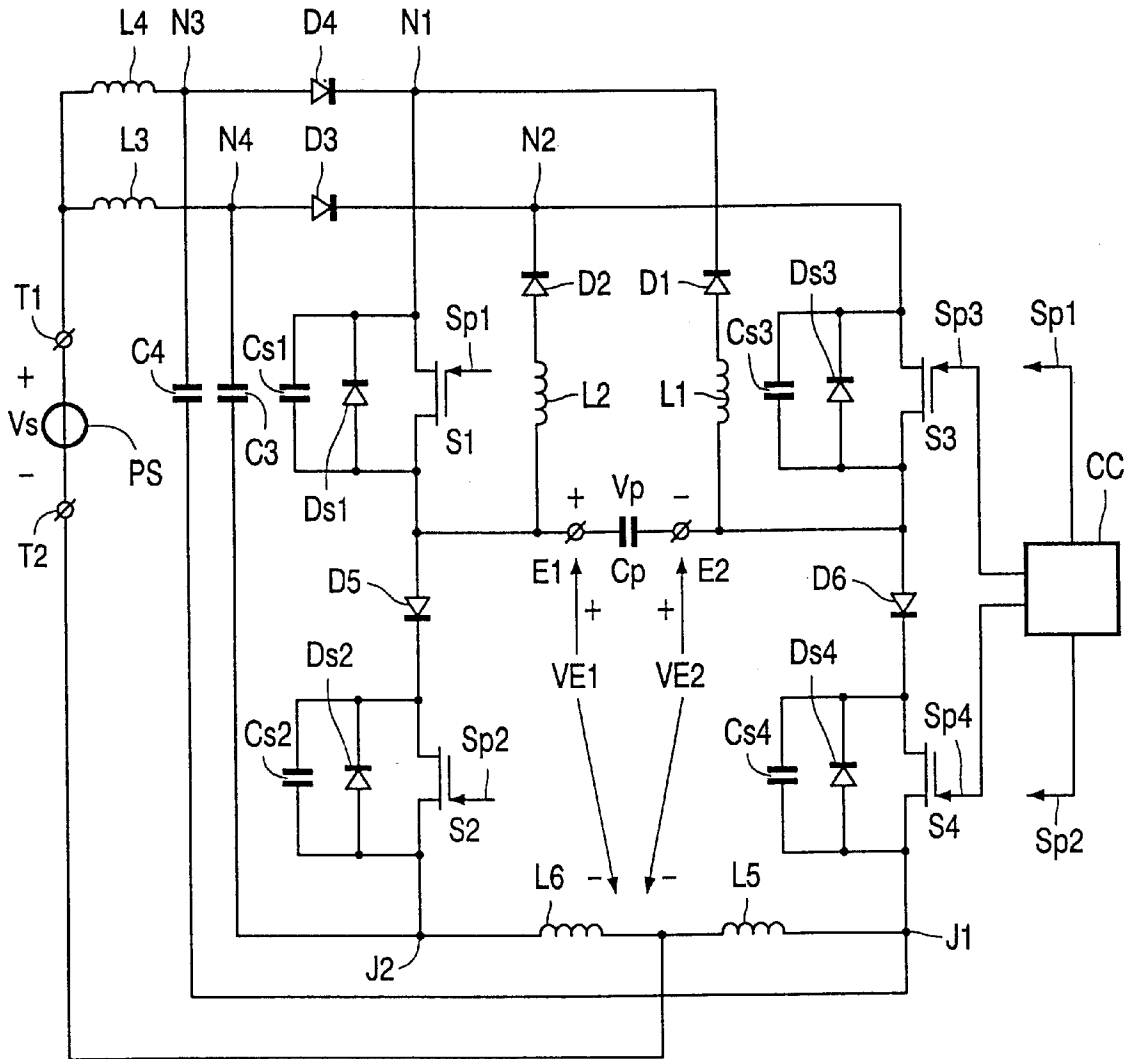 L4 N3 D4 N1
L3 N4 D3 N2
D2 D1 Ds3
T1 Sp1 Sp3 Sp1
+ C4 Cs1 Cs3
Vs L2 L1
− PS C3 S1 S3
T2 Ds1 + Vp − CC
E1 Cp E2
D5 D6
+ +
Ds2 VE1 VE2 Ds4
Cs2 Sp2 Cs4 Sp4
S2 S4
Sp2
L6 − − L5
J2 J1